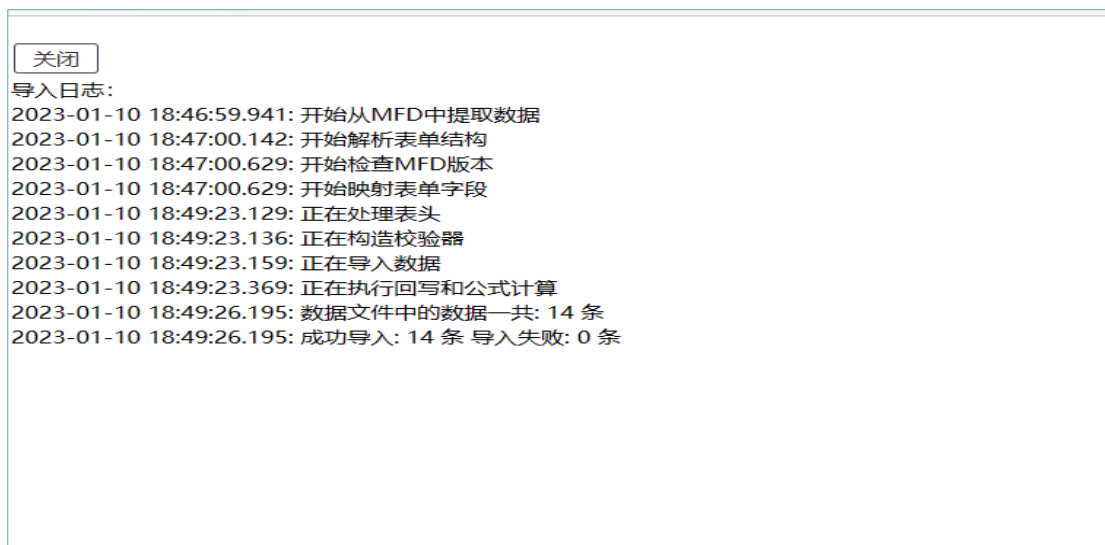 关闭
导入日志:
2023-01-10 18:46:59.941: 开始从MFD中提取数据
2023-01-10 18:47:00.142: 开始解析表单结构
2023-01-10 18:47:00.629: 开始检查MFD版本
2023-01-10 18:47:00.629: 开始映射表单字段
2023-01-10 18:49:23.129: 正在处理表头
2023-01-10 18:49:23.136: 正在构造校验器
2023-01-10 18:49:23.159: 正在导入数据
2023-01-10 18:49:23.369: 正在执行回写和公式计算
2023-01-10 18:49:26.195: 数据文件中的数据一共: 14 条
2023-01-10 18:49:26.195: 成功导入: 14 条 导入失败: 0 条